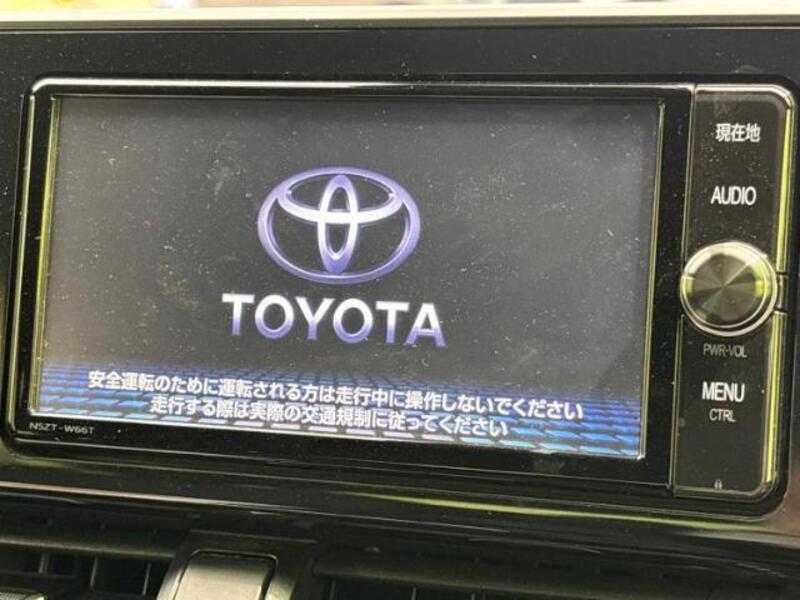 現在地
AUDIO
TOYOTA
PWR-VOL
MENU
CTRL
安全運転のために運転される方は走行中に操作しないでください
走行する際は実際の交通規制に従ってください
NSZT-W66T